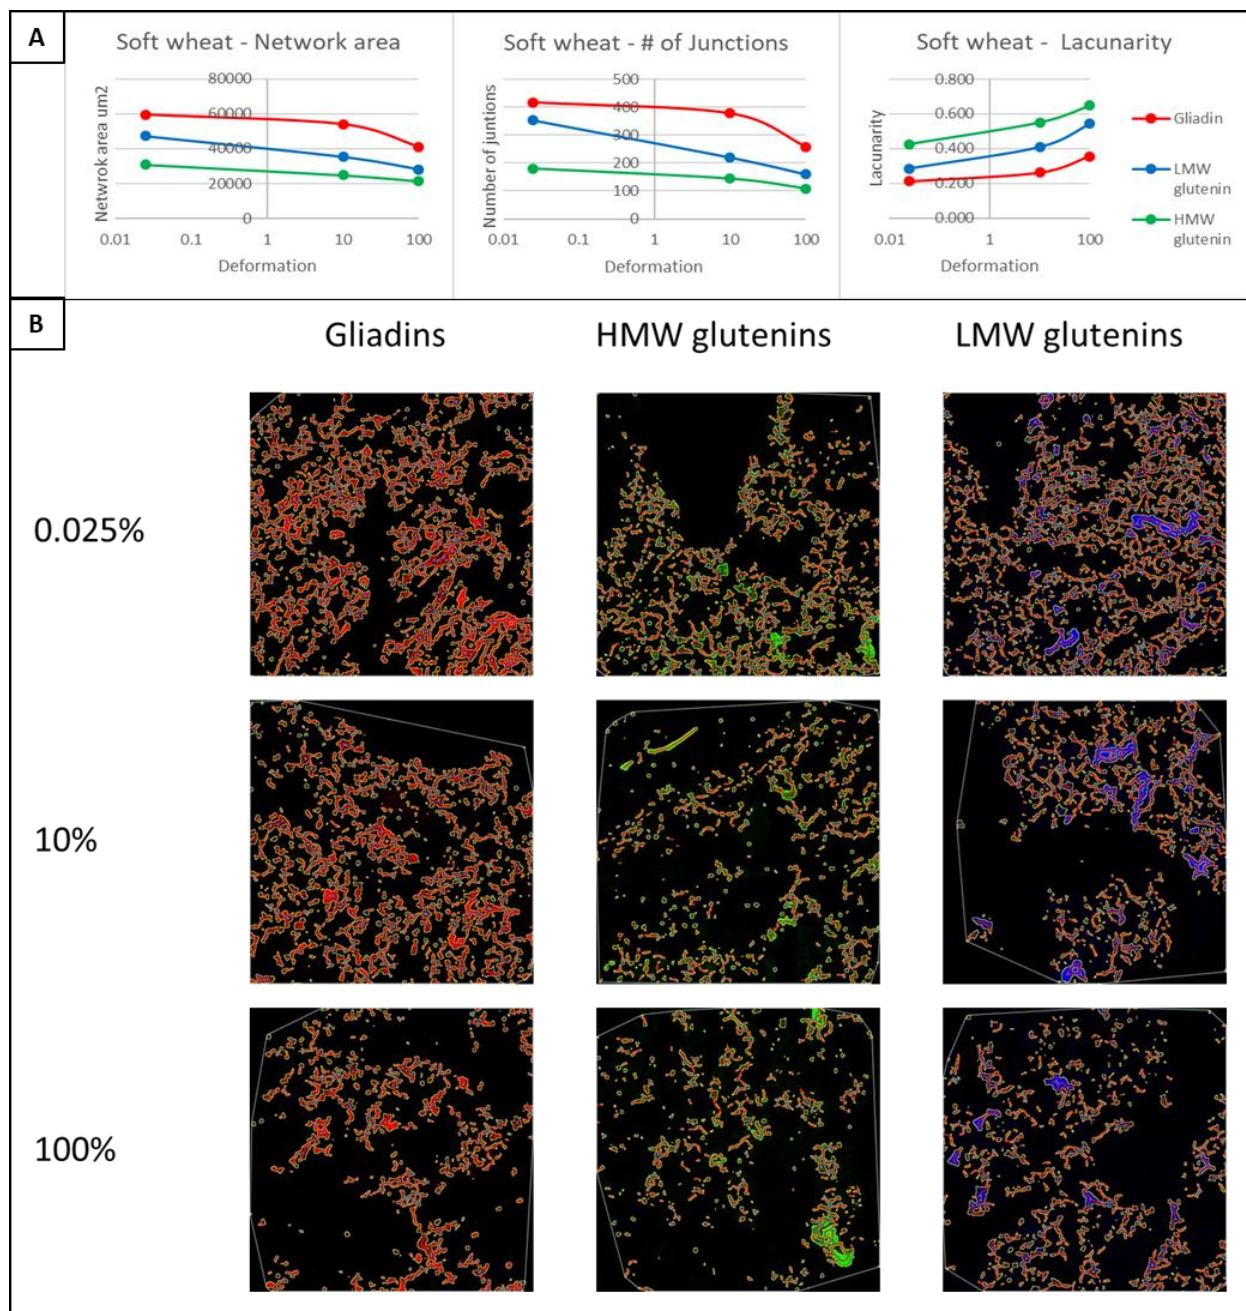 A
Soft wheat - Network area
80000
60000
40000
20000
0
0.01 0.1 1 10 100
Netwrok area um2
Deformation
Soft wheat - # of Junctions
500
400
300
200
100
0
0.01 0.1 1 10 100
Number of juntions
Deformation
Soft wheat - Lacunarity
0.800
0.600
0.400
0.200
0.000
0.01 1 100
Lacunarity
Deformation
Gliadin
LMW
glutenin
HMW
glutenin
B
Gliadins HMW glutenins LMW glutenins
0.025%
10%
100%